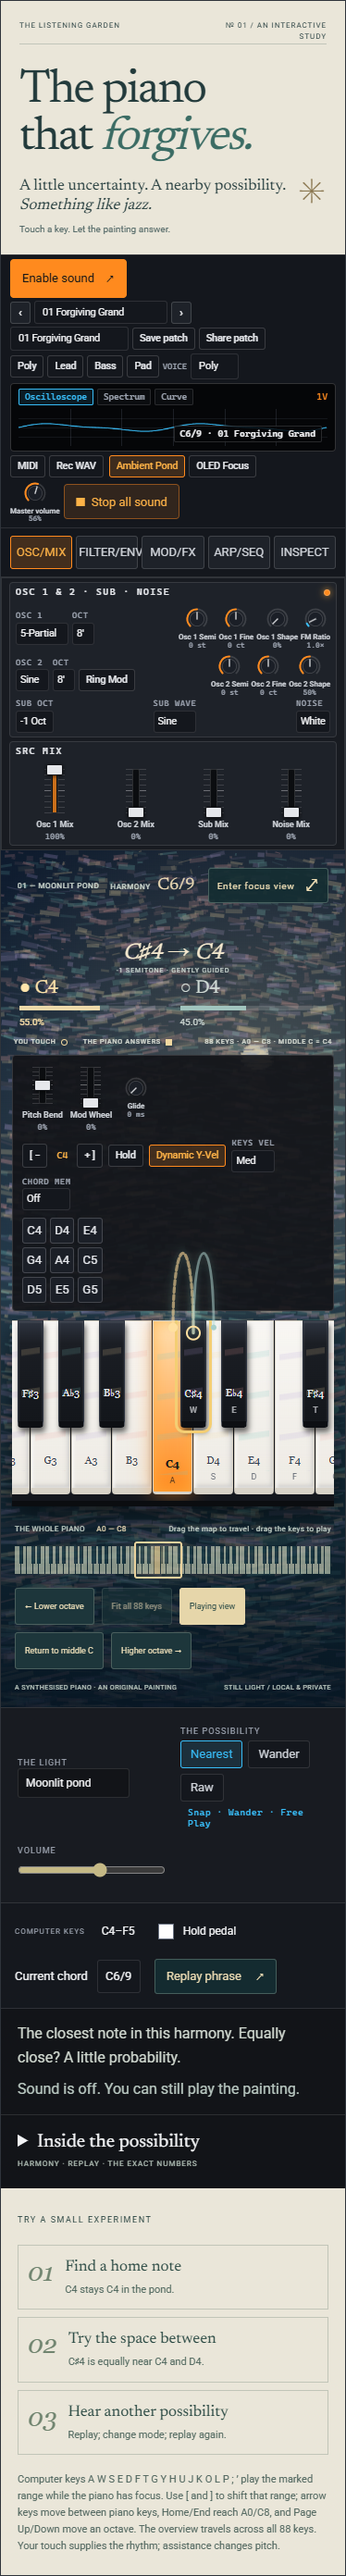 THE LISTENING GARDEN
№ 01 / AN INTERACTIVE STUDY
The piano
that forgives.
A little uncertainty. A nearby possibility.
Something like jazz.
Touch a key. Let the painting answer.
Enable sound ↗
‹ 01 Forgiving Grand ›
01 Forgiving Grand Save patch Share patch
Poly Lead Bass Pad VOICE Poly
Oscilloscope Spectrum Curve 1V
C6/9 · 01 Forgiving Grand
MIDI Rec WAV Ambient Pond OLED Focus
Master volume
56%
Stop all sound
OSC/MIX FILTER/ENV MOD/FX ARP/SEQ INSPECT
OSC 1 & 2 · SUB · NOISE
OSC 1 OCT
5-Partial 8'
Osc 1 Semi Osc 1 Fine Osc 1 Shape FM Ratio
0 st 0 ct 0% 1.0×
OSC 2 OCT
Sine 8' Ring Mod
Osc 2 Semi Osc 2 Fine Osc 2 Shape
0 st 0 ct 50%
SUB OCT SUB WAVE NOISE
-1 Oct Sine White
SRC MIX
Osc 1 Mix Osc 2 Mix Sub Mix Noise Mix
100% 0% 0% 0%
01 — MOONLIT POND HARMONY C6/9 Enter focus view
C♯4 → C4
-1 SEMITONE · GENTLY GUIDED
● C4 ○ D4
55.0% 45.0%
YOU TOUCH THE PIANO ANSWERS 88 KEYS · A0 — C8 · MIDDLE C = C4
Pitch Bend Mod Wheel Glide
0% 0% 0 ms
[- C4 +] Hold Dynamic Y-Vel KEYS VEL
Med
CHORD MEM
Off
C4 D4 E4
G4 A4 C5
D5 E5 G5
F♯3 A♭3 B♭3 C♯4 E♭4 F♯4
W E T
3 G3 A3 B3 C4 D4 E4 F4 G
A S D F
THE WHOLE PIANO A0 — C8 Drag the map to travel · drag the keys to play
← Lower octave Fit all 88 keys Playing view
Return to middle C Higher octave →
A SYNTHESISED PIANO · AN ORIGINAL PAINTING STILL LIGHT / LOCAL & PRIVATE
THE LIGHT
Moonlit pond
THE POSSIBILITY
Nearest Wander
Raw
Snap · Wander · Free
Play
VOLUME
COMPUTER KEYS C4–F5 Hold pedal
Current chord C6/9 Replay phrase ↗
The closest note in this harmony. Equally
close? A little probability.
Sound is off. You can still play the painting.
▶ Inside the possibility
HARMONY · REPLAY · THE EXACT NUMBERS
TRY A SMALL EXPERIMENT
01 Find a home note
C4 stays C4 in the pond.
02 Try the space between
C♯4 is equally near C4 and D4.
03 Hear another possibility
Replay; change mode; replay again.
Computer keys A W S E D F T G Y H U J K O L P ; ' play the marked
range while the piano has focus. Use [ and ] to shift that range; arrow
keys move between piano keys, Home/End reach A0/C8, and Page
Up/Down move an octave. The overview travels across all 88 keys.
Your touch supplies the rhythm; assistance changes pitch.